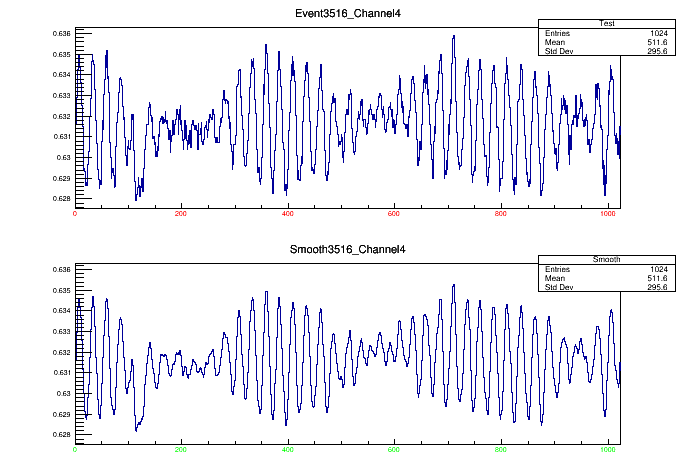 Event3516_Channel4
Test
Entries 1024
Mean 511.6
Std Dev 295.6
0.636
0.635
0.634
0.633
0.632
0.631
0.63
0.629
0.628
0 200 400 600 800 1000
Smooth3516_Channel4
Smooth
Entries 1024
Mean 511.6
Std Dev 295.6
0.636
0.635
0.634
0.633
0.632
0.631
0.63
0.629
0.628
0 200 400 600 800 1000